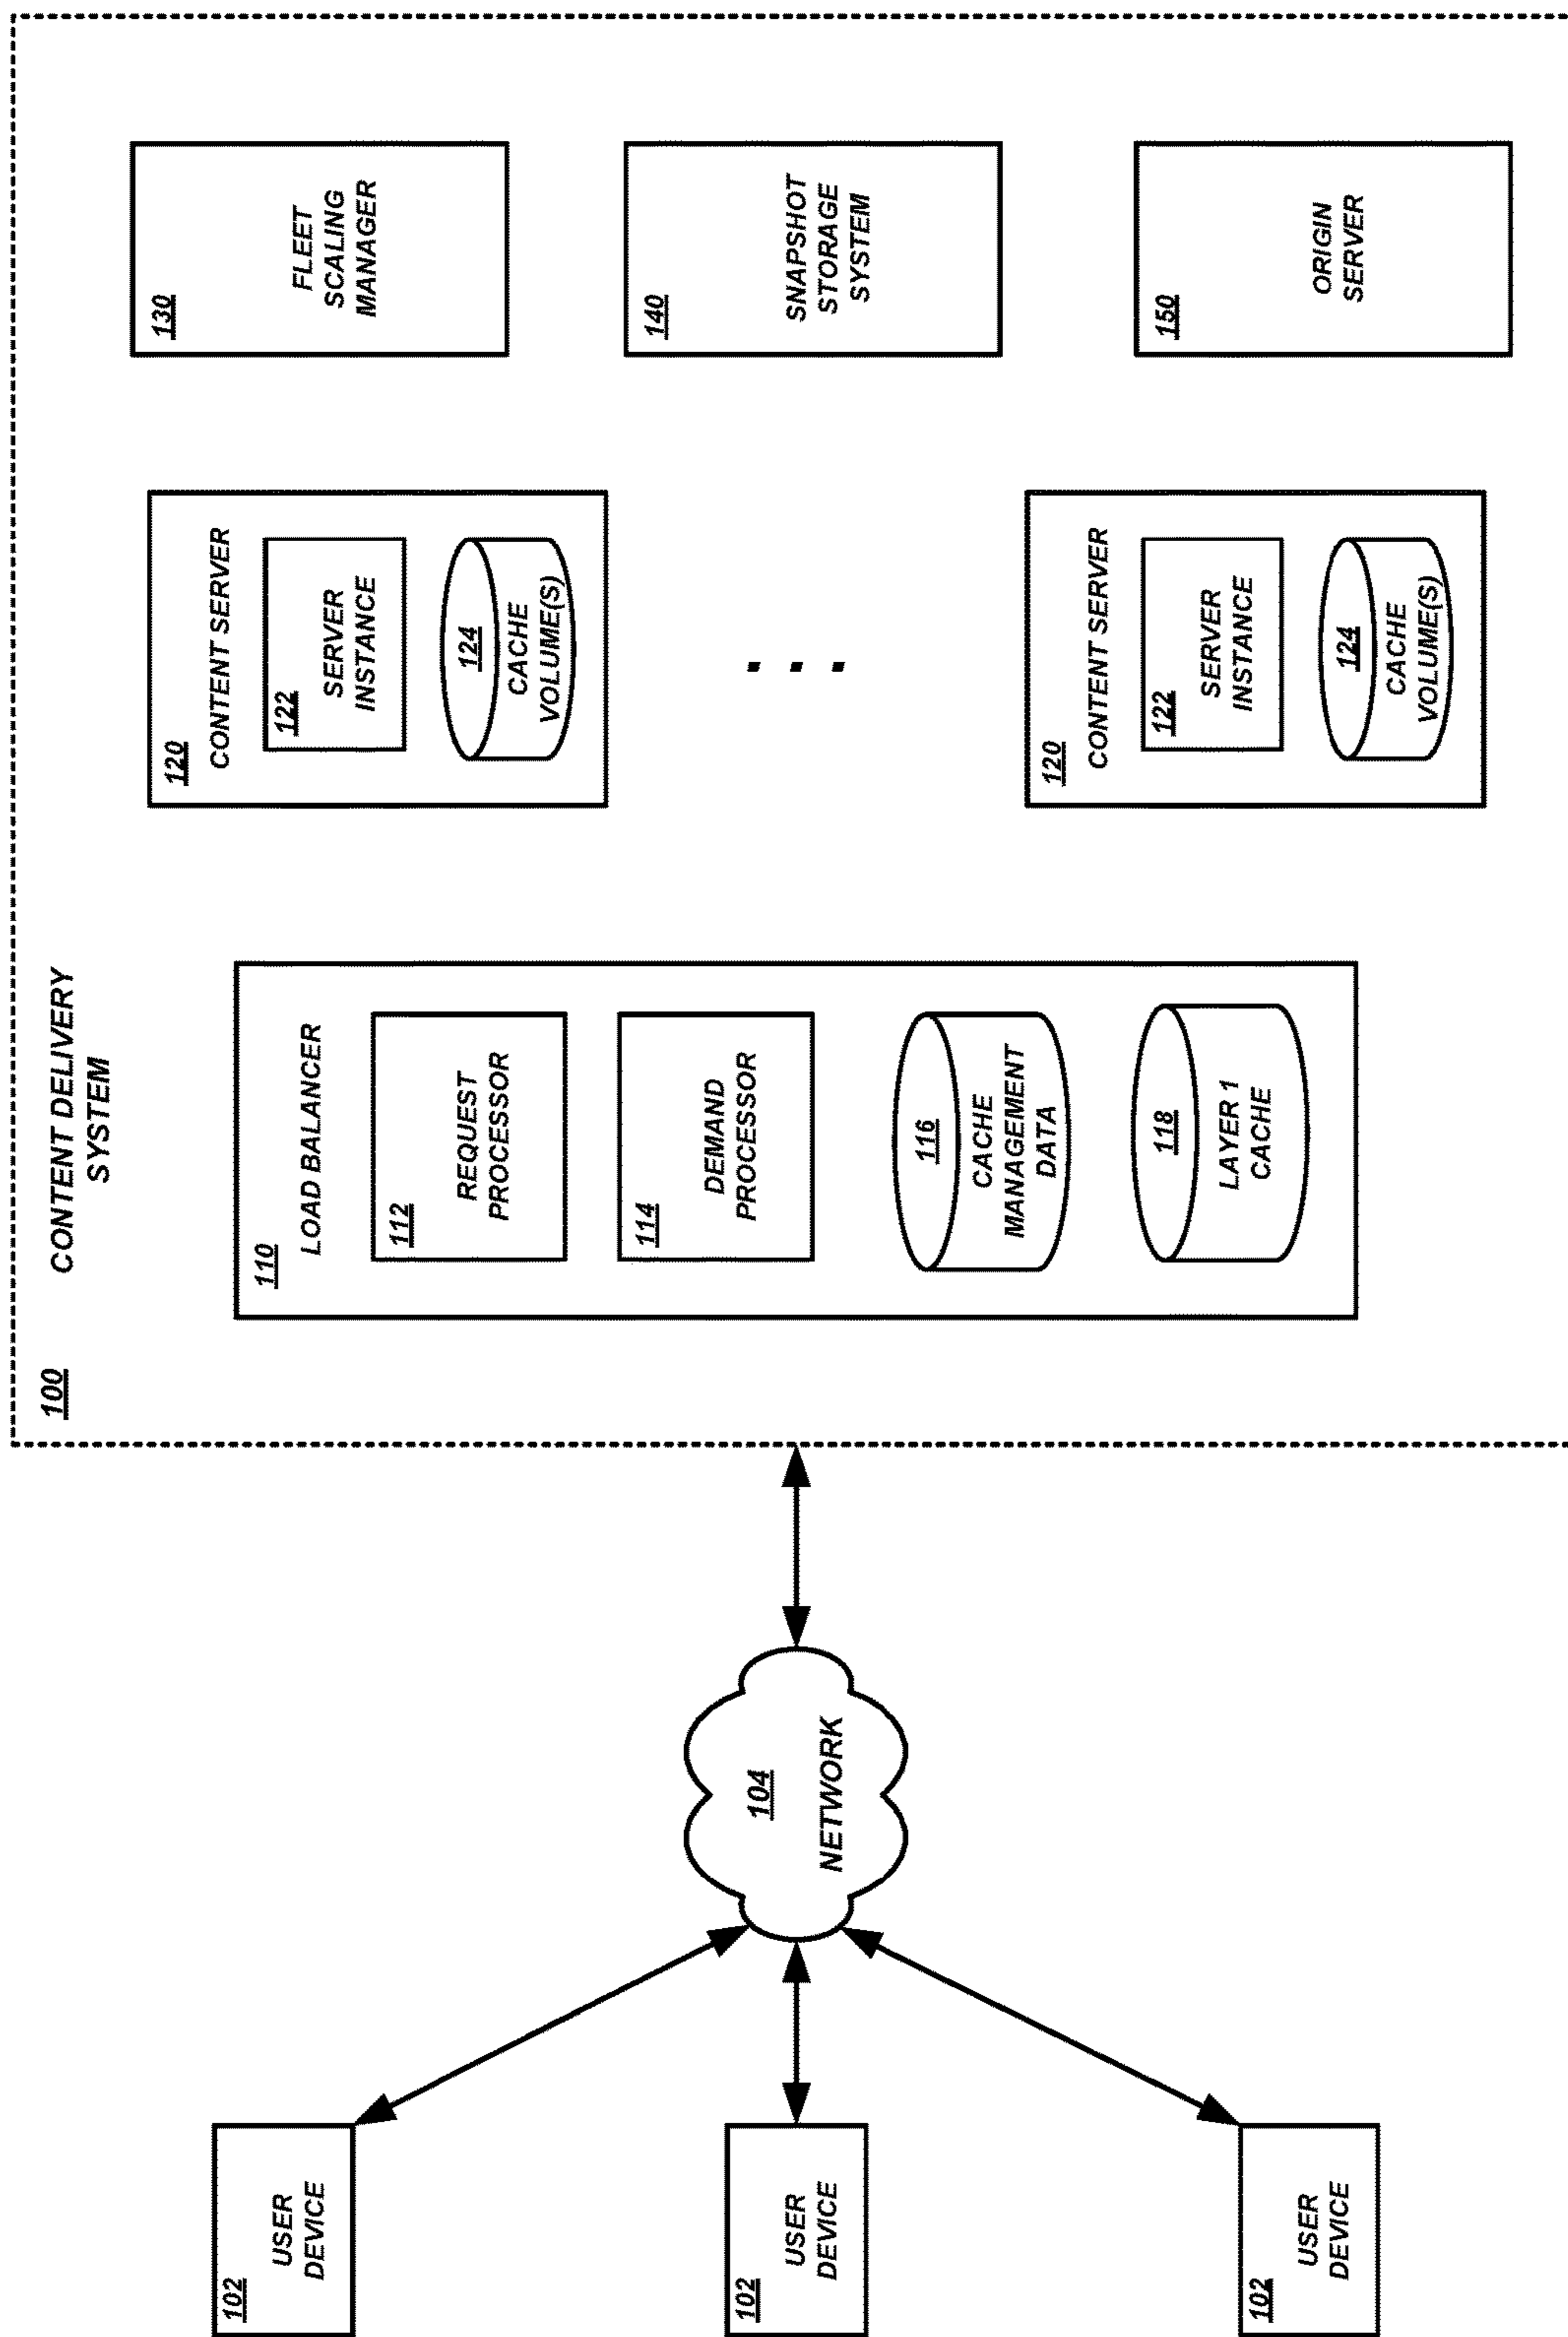 100
CONTENT DELIVERY
SYSTEM
102
USER
DEVICE
102
USER
DEVICE
102
USER
DEVICE
104
NETWORK
110
LOAD BALANCER
112
REQUEST
PROCESSOR
114
DEMAND
PROCESSOR
116
CACHE
MANAGEMENT
DATA
118
LAYER 1
CACHE
120
CONTENT SERVER
122
SERVER
INSTANCE
124
CACHE
VOLUME(S)
. . .
120
CONTENT SERVER
122
SERVER
INSTANCE
124
CACHE
VOLUME(S)
130
FLEET
SCALING
MANAGER
140
SNAPSHOT
STORAGE
SYSTEM
150
ORIGIN
SERVER